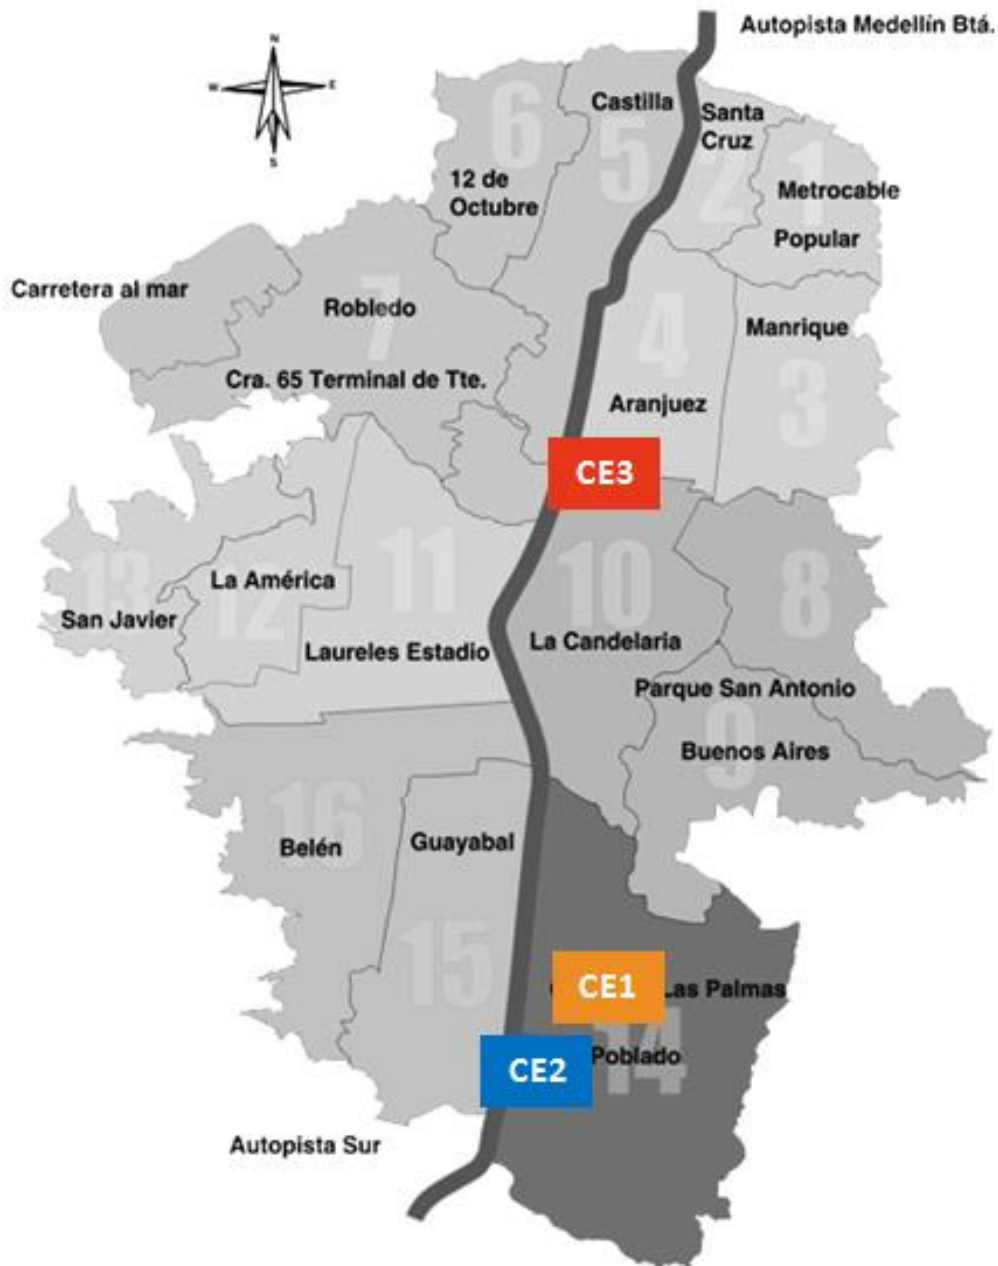 Autopista Medellín Btá.
N
W
E
S
6
Castilla
5
Santa
Cruz
2
1
12 de
Octubre
Metrocable
Popular
Carretera al mar
Robledo
7
4
Manrique
Cra. 65 Terminal de Tte.
Aranjuez
3
CE3
13
La América
12
11
10
8
San Javier
Laureles Estadio
La Candelaria
Parque San Antonio
9
Buenos Aires
16
Belén
Guayabal
15
CE1
Las Palmas
CE2
Poblado
14
Autopista Sur